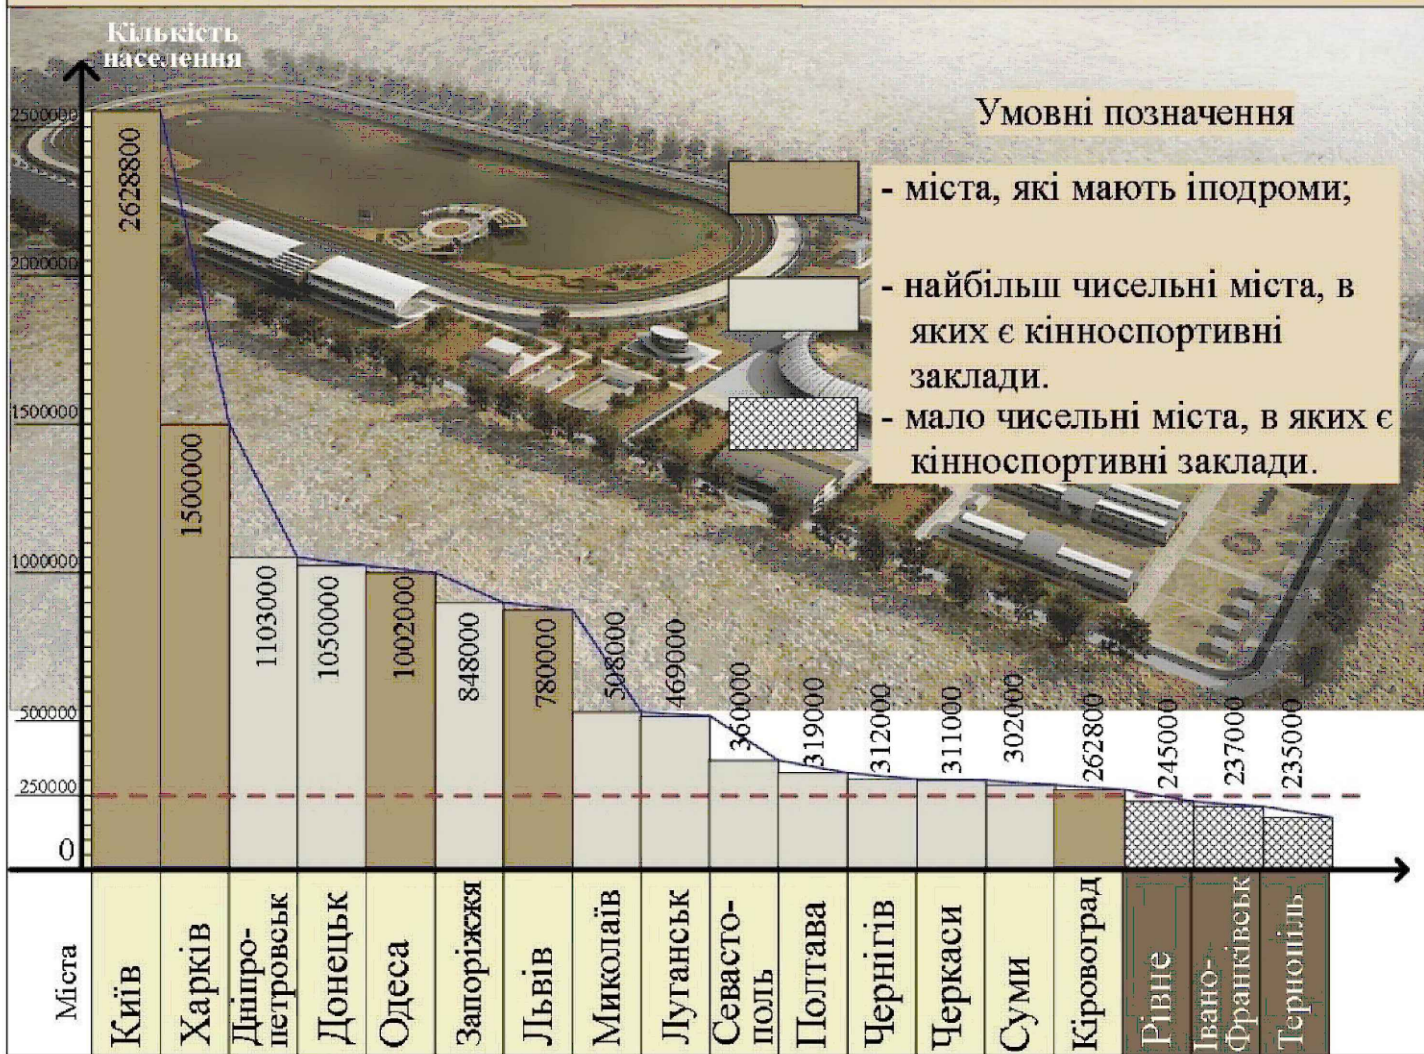 Кількість
населення
Умовні позначення
- міста, які мають іподроми;
- найбільш чисельні міста, в
яких є кінноспортивні
заклади.
- мало чисельні міста, в яких є
кінноспортивні заклади.
2500000
2000000
1500000
1000000
500000
250000
0
2628800
1500000
1103000
1050000
1002000
848000
780000
508000
469000
360000
319000
312000
311000
302000
262800
245000
237000
235000
Міста
Київ
Харків
Дніпро-
петровськ
Донецьк
Одеса
Запоріжжя
Львів
Миколаїв
Луганськ
Севасто-
поль
Полтава
Чернігів
Черкаси
Суми
Кіровоград
Рівне
Івано-
Франківськ
Тернопіль